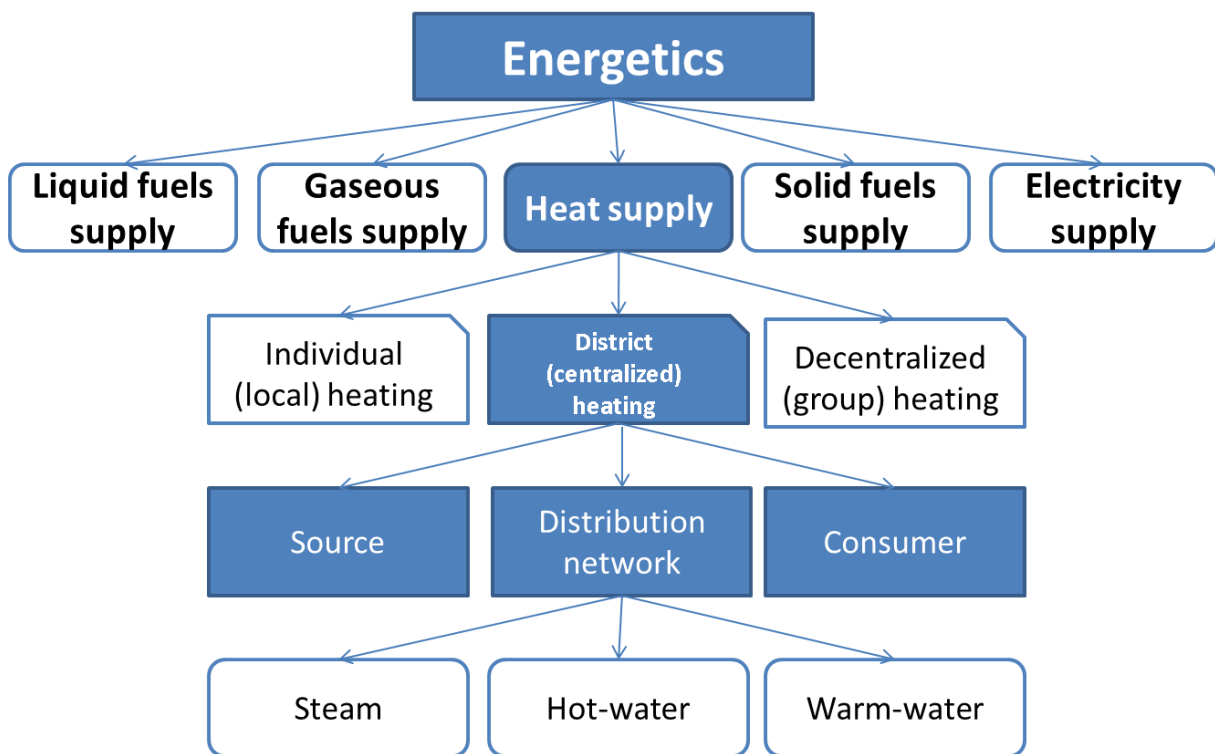 Energetics
Liquid fuels
supply
Gaseous
fuels supply
Heat supply
Solid fuels
supply
Electricity
supply
Individual
(local) heating
District
(centralized)
heating
Decentralized
(group) heating
Source
Distribution
network
Consumer
Steam
Hot-water
Warm-water